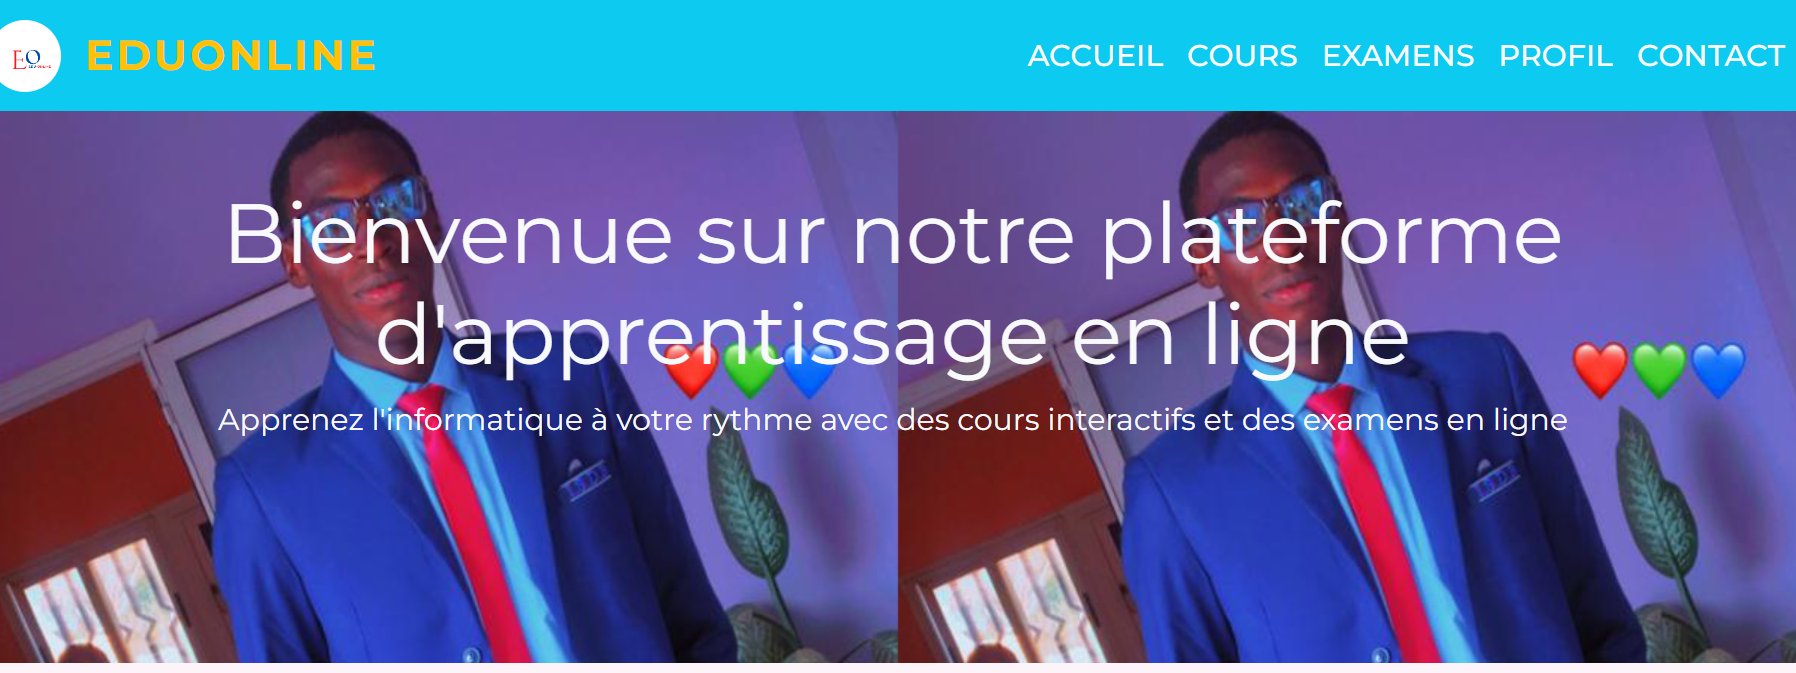 EO
EDUONLINE
ACCUEIL COURS EXAMENS PROFIL CONTACT
Bienvenue sur notre plateforme
d'apprentissage en ligne
Apprenez l'informatique à votre rythme avec des cours interactifs et des examens en ligne